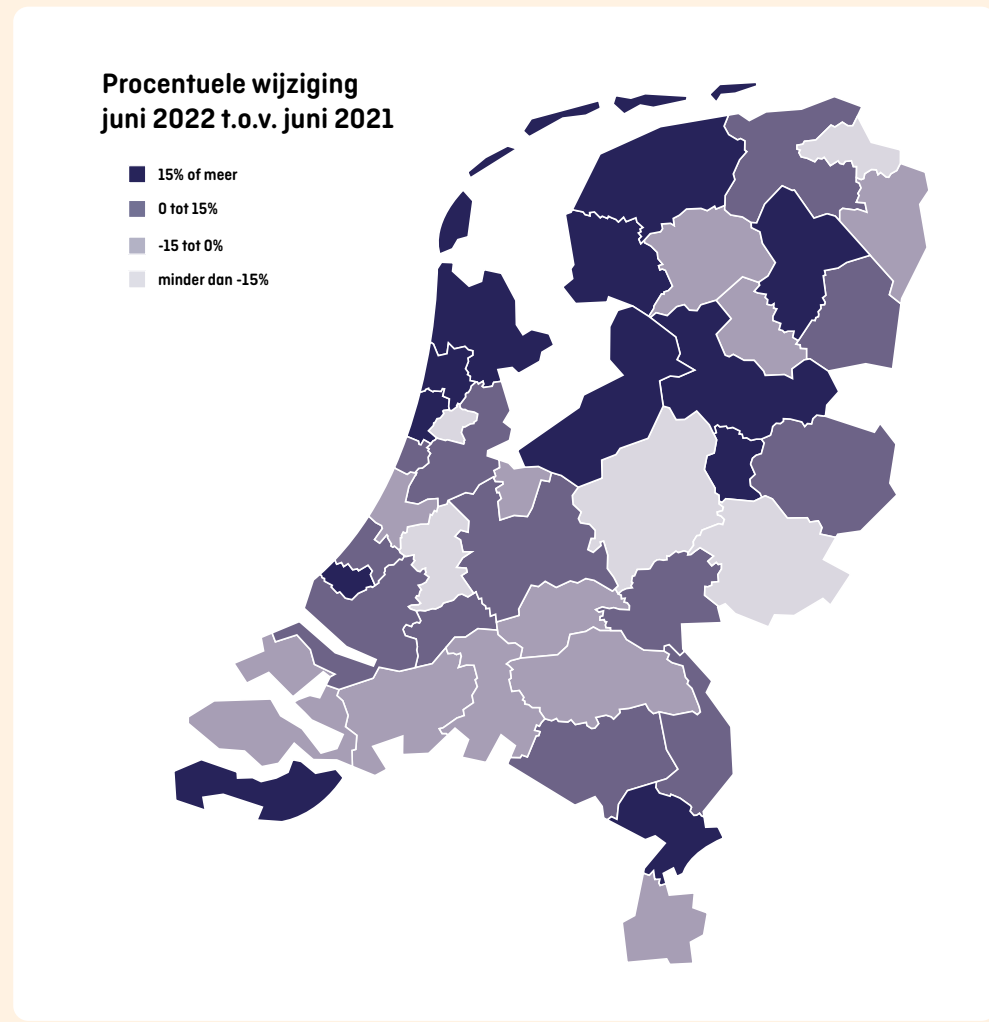 Procentuele wijziging
juni 2022 t.o.v. juni 2021
15% of meer
0 tot 15%
-15 tot 0%
minder dan -15%